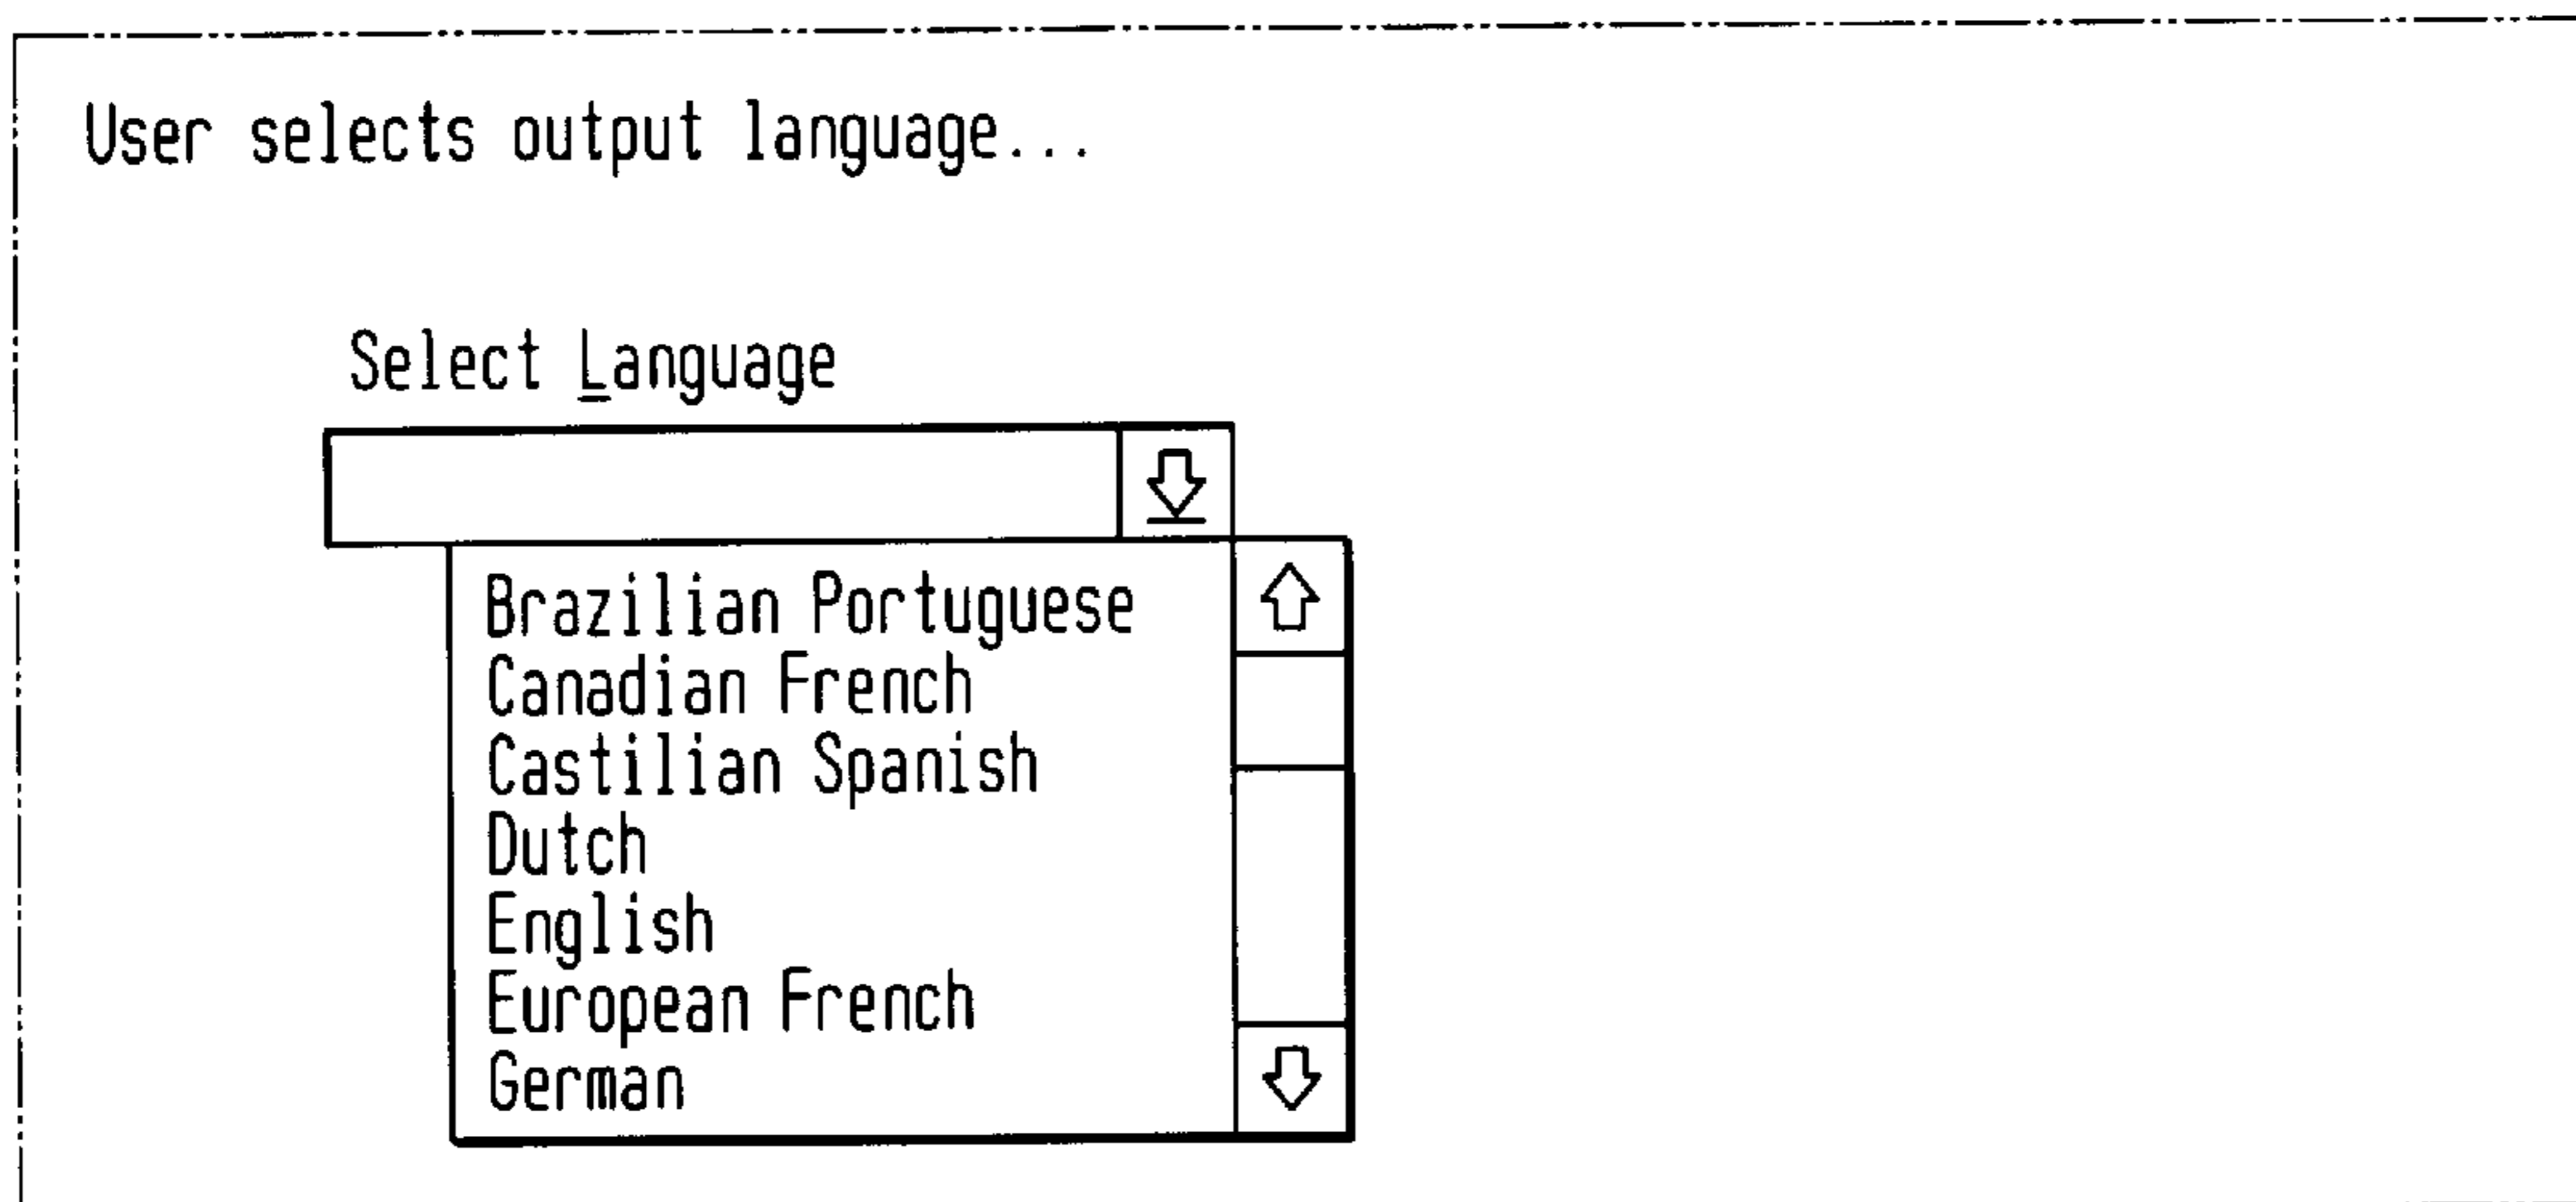 User selects output language...
Select Language
Brazilian Portuguese
Canadian French
Castilian Spanish
Dutch
English
European French
German